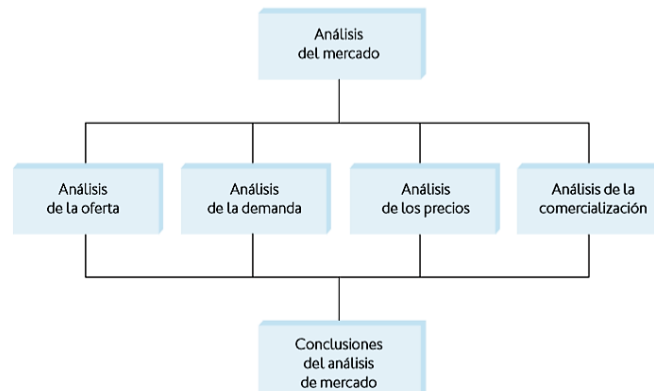 Análisis
del mercado
Análisis
de la oferta
Análisis
de la demanda
Análisis
de los precios
Análisis de la
comercialización
Conclusiones
del análisis
de mercado